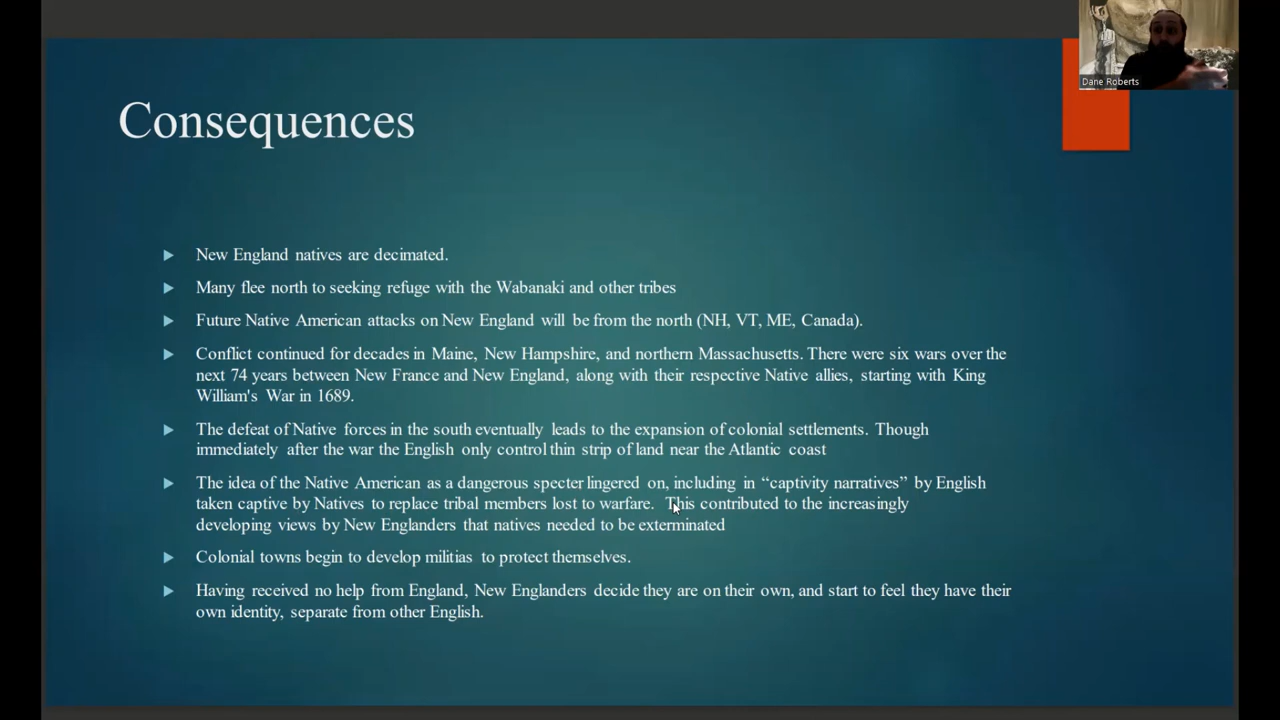 Dane Roberts
Consequences
New England natives are decimated.
Many flee north to seeking refuge with the Wabanaki and other tribes
Future Native American attacks on New England will be from the north (NH, VT, ME, Canada).
Conflict continued for decades in Maine, New Hampshire, and northern Massachusetts. There were six wars over the
next 74 years between New France and New England, along with their respective Native allies, starting with King
William's War in 1689.
The defeat of Native forces in the south eventually leads to the expansion of colonial settlements. Though
immediately after the war the English only control thin strip of land near the Atlantic coast
The idea of the Native American as a dangerous specter lingered on, including in “captivity narratives” by English
taken captive by Natives to replace tribal members lost to warfare. This contributed to the increasingly
developing views by New Englanders that natives needed to be exterminated
Colonial towns begin to develop militias to protect themselves.
Having received no help from England, New Englanders decide they are on their own, and start to feel they have their
own identity, separate from other English.